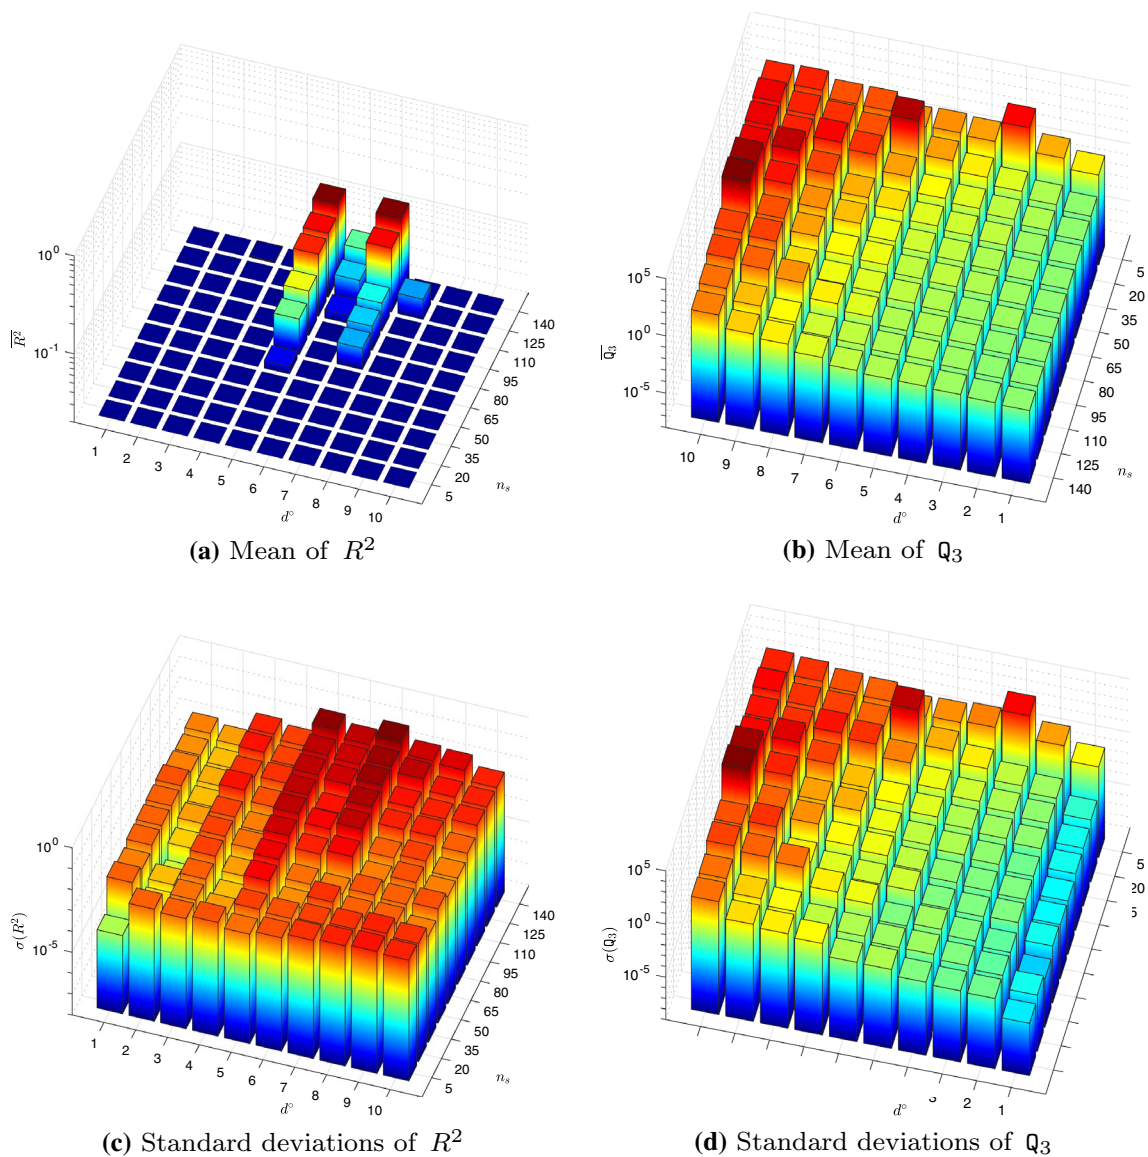 10^0
10^-1
\overline{R^2}
1 2 3 4 5 6 7 8 9 10
d°
5 20 35 50 65 80 95 110 125 140
n_s
(a) Mean of R^2
10^5
10^0
10^-5
\overline{Q_3}
10 9 8 7 6 5 4 3 2 1
d°
5 20 35 50 65 80 95 110 125 140
n_s
(b) Mean of Q_3
10^0
10^-5
σ(R^2)
1 2 3 4 5 6 7 8 9 10
d°
5 20 35 50 65 80 95 110 125 140
n_s
(c) Standard deviations of R^2
10^5
10^0
10^-5
σ(Q_3)
2 1
d°
5 20
(d) Standard deviations of Q_3